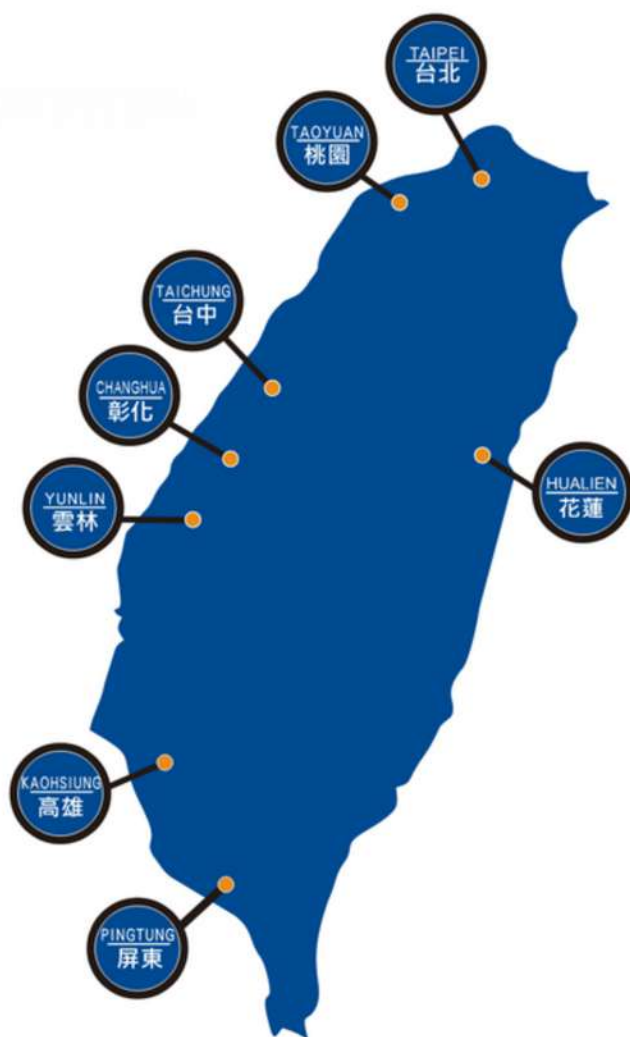 TAIPEI
台北
TAOYUAN
桃園
TAICHUNG
台中
CHANGHUA
彰化
YUNLIN
雲林
HUALIEN
花蓮
KAOHSIUNG
高雄
PINGTUNG
屏東